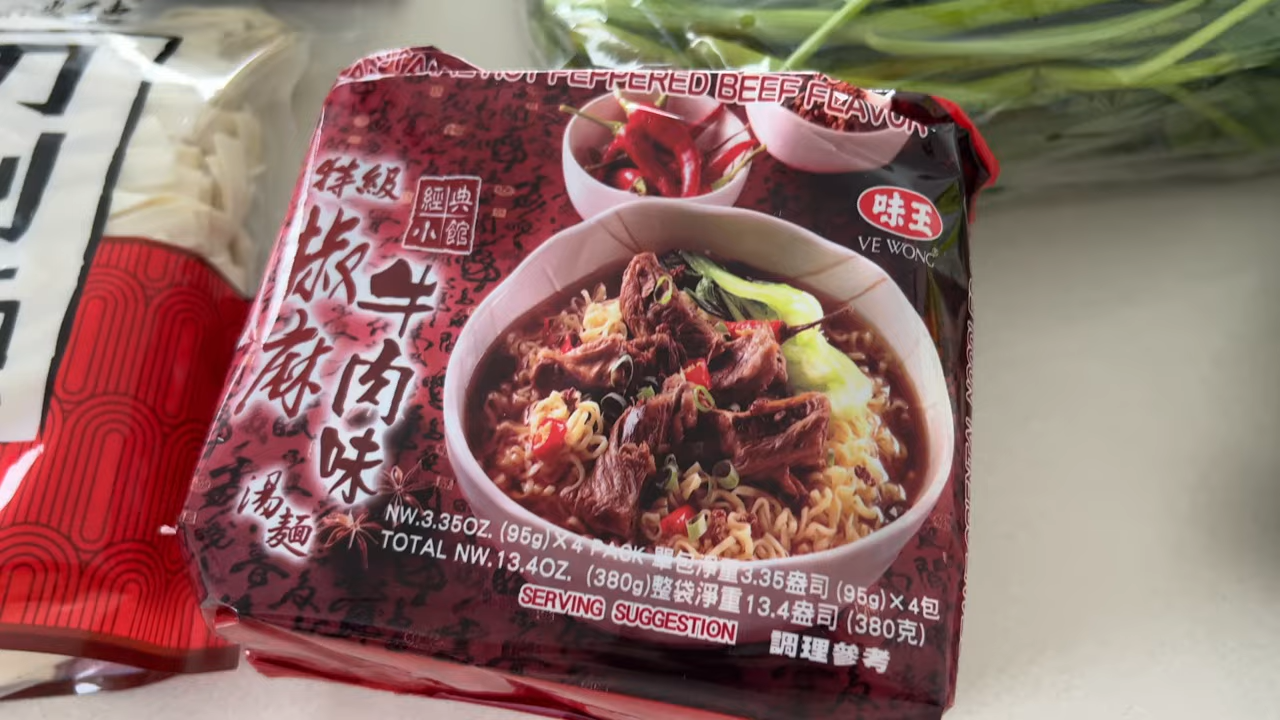 HOT PEPPERED BEEF FLAVOR
特級
經典
小館
椒麻
牛肉味
湯麵
味王
VE WONG®
NW.3.35OZ. (95g)×4 PACK 單包淨重3.35盎司 (95g)×4包
TOTAL NW.13.4OZ. (380g)整袋淨重13.4盎司 (380克)
SERVING SUGGESTION
調理參考